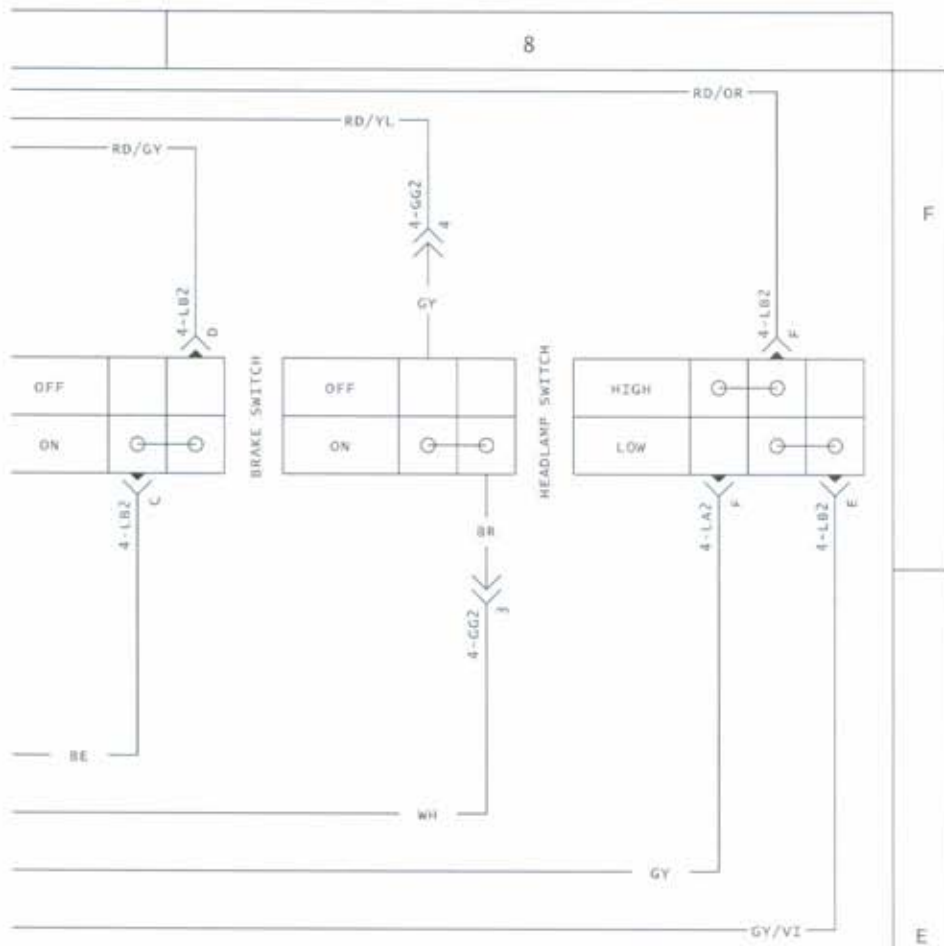 8
RD/OR
RD/YL
RD/GY
F
4-GG2
4
GY
4-LB2
D
4-LB2
F
OFF
ON
BRAKE SWITCH
OFF
ON
HEADLAMP SWITCH
HIGH
LOW
4-LB2
C
BR
4-GG2
3
4-LA2
F
4-LB2
E
BE
WH
GY
GY/VI
E